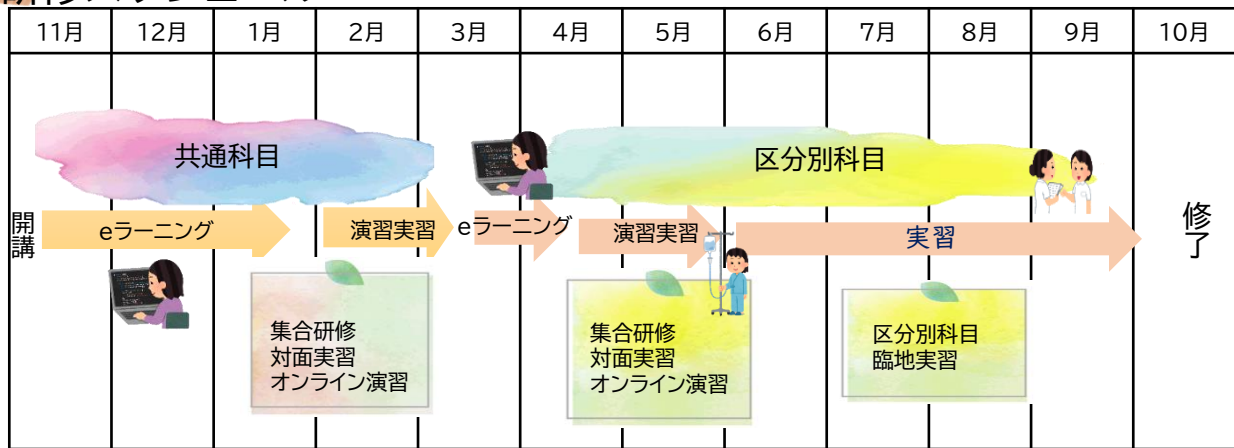 11月 12月 1月 2月 3月 4月 5月 6月 7月 8月 9月 10月
共通科目
区分別科目
開講
eラーニング
演習実習
eラーニング
演習実習
実習
修了
集合研修
対面実習
オンライン演習
集合研修
対面実習
オンライン演習
区分別科目
臨地実習